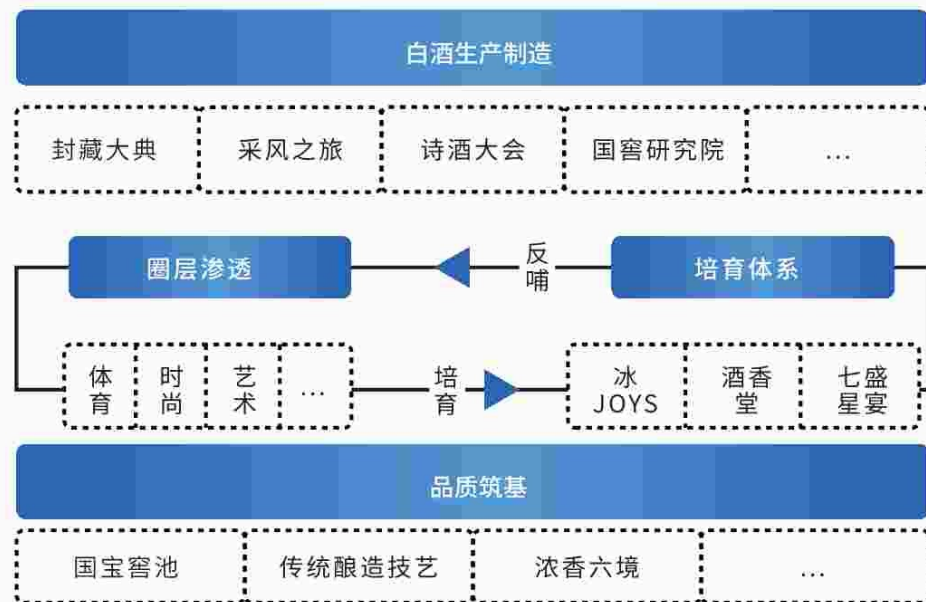 白酒生产制造
封藏大典
采风之旅
诗酒大会
国窖研究院
...
圈层渗透
反哺
培育体系
体育
时尚
艺术
...
培育
冰
JOYS
酒香
堂
七盛
星宴
品质筑基
国宝窖池
传统酿造技艺
浓香六境
...